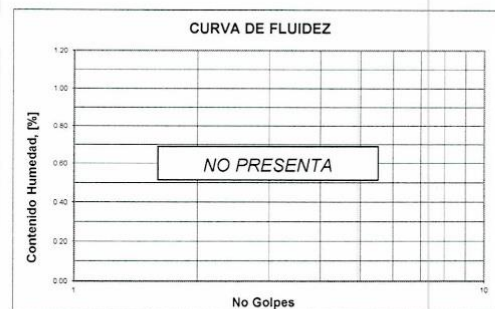 CURVA DE FLUIDEZ
Contenido Humedad, [%]
1.20
1.00
0.80
0.60
0.40
0.20
0.00
NO PRESENTA
1
10
No Golpes